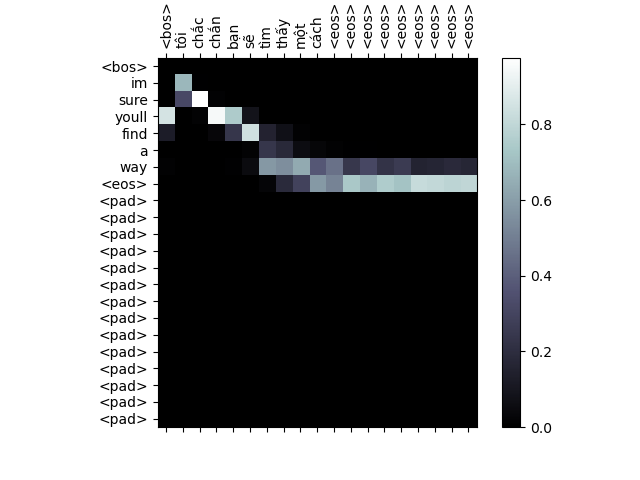 <bos> tôi chắc chắn bạn sẽ tìm thấy một cách <eos> <eos> <eos> <eos> <eos> <eos> <eos> <eos> <eos>
<bos>
im
sure
youll
find
a
way
<eos>
<pad>
<pad>
<pad>
<pad>
<pad>
<pad>
<pad>
<pad>
<pad>
<pad>
<pad>
<pad>
<pad>
<pad>
0.8
0.6
0.4
0.2
0.0